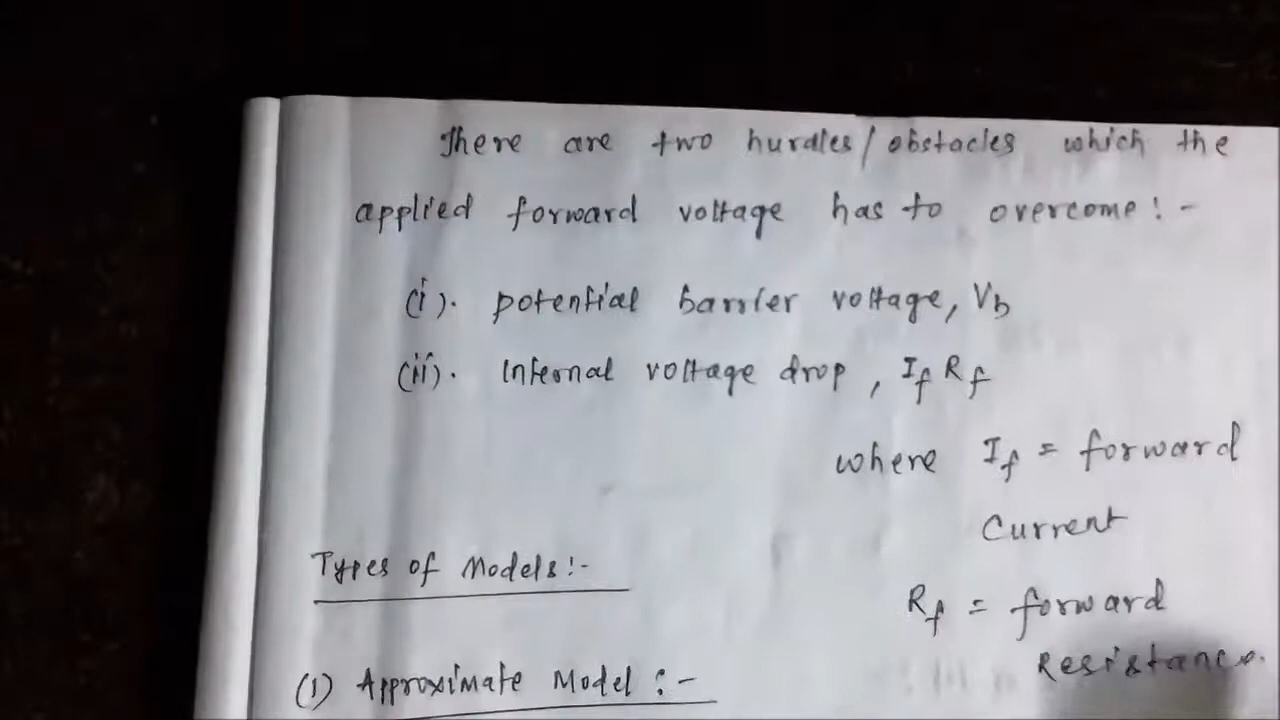 There are two hurdles/obstacles which the
applied forward voltage has to overcome:-
(i). potential barrier voltage, Vb
(ii). Internal voltage drop, If Rf
where If = forward
Current
Rf = forward
Resistance.
Types of Models:-
(1) Approximate Model:-